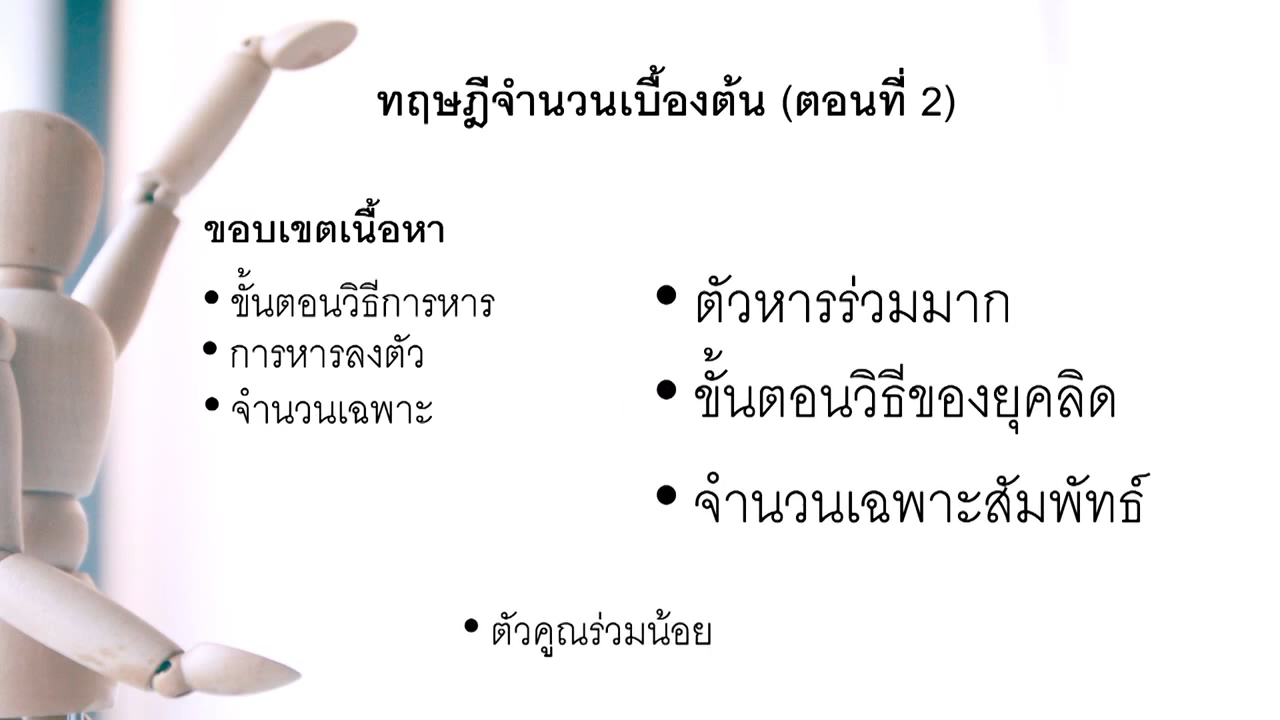 ทฤษฎีจำนวนเบื้องต้น (ตอนที่ 2)
ขอบเขตเนื้อหา
• ขั้นตอนวิธีการหาร
• การหารลงตัว
• จำนวนเฉพาะ
• ตัวหารร่วมมาก
• ขั้นตอนวิธีของยุคลิด
• จำนวนเฉพาะสัมพัทธ์
• ตัวคูณร่วมน้อย